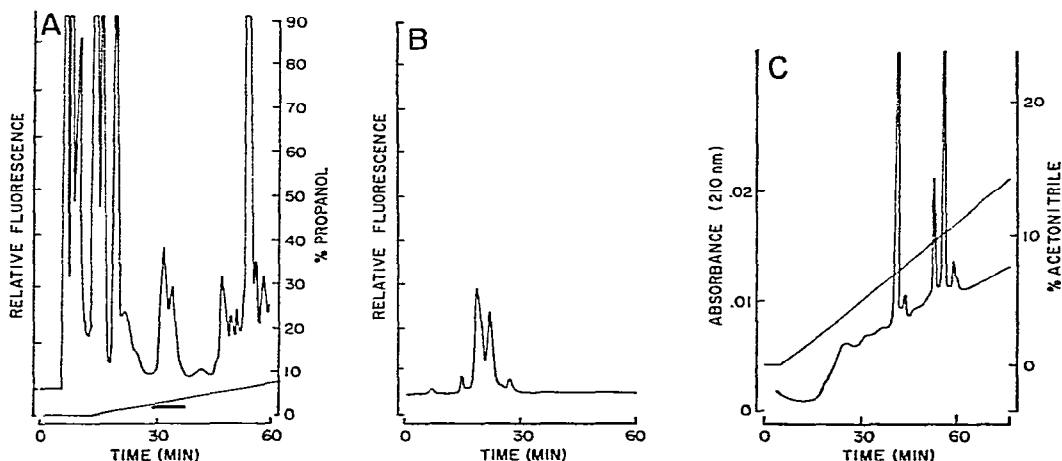 A
RELATIVE FLUORESCENCE
90
80
70
60
50
40
30
20
10
0
% PROPANOL
0
30
60
TIME (MIN)
B
RELATIVE FLUORESCENCE
0
30
60
TIME (MIN)
C
ABSORBANCE (210 nm)
.02
.01
0
20
10
0
% ACETONITRILE
0
30
60
TIME (MIN)